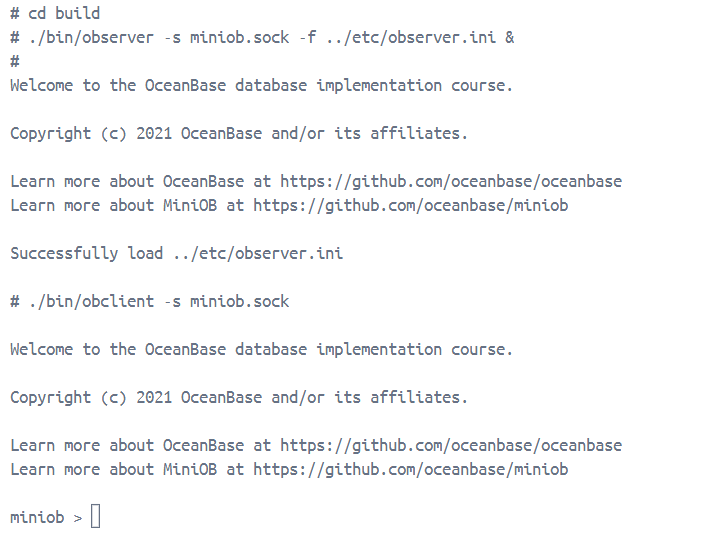 # cd build
# ./bin/observer -s miniob.sock -f ../etc/observer.ini &
#
Welcome to the OceanBase database implementation course.
Copyright (c) 2021 OceanBase and/or its affiliates.
Learn more about OceanBase at https://github.com/oceanbase/oceanbase
Learn more about MiniOB at https://github.com/oceanbase/miniob
Successfully load ../etc/observer.ini
# ./bin/obclient -s miniob.sock
Welcome to the OceanBase database implementation course.
Copyright (c) 2021 OceanBase and/or its affiliates.
Learn more about OceanBase at https://github.com/oceanbase/oceanbase
Learn more about MiniOB at https://github.com/oceanbase/miniob
miniob >